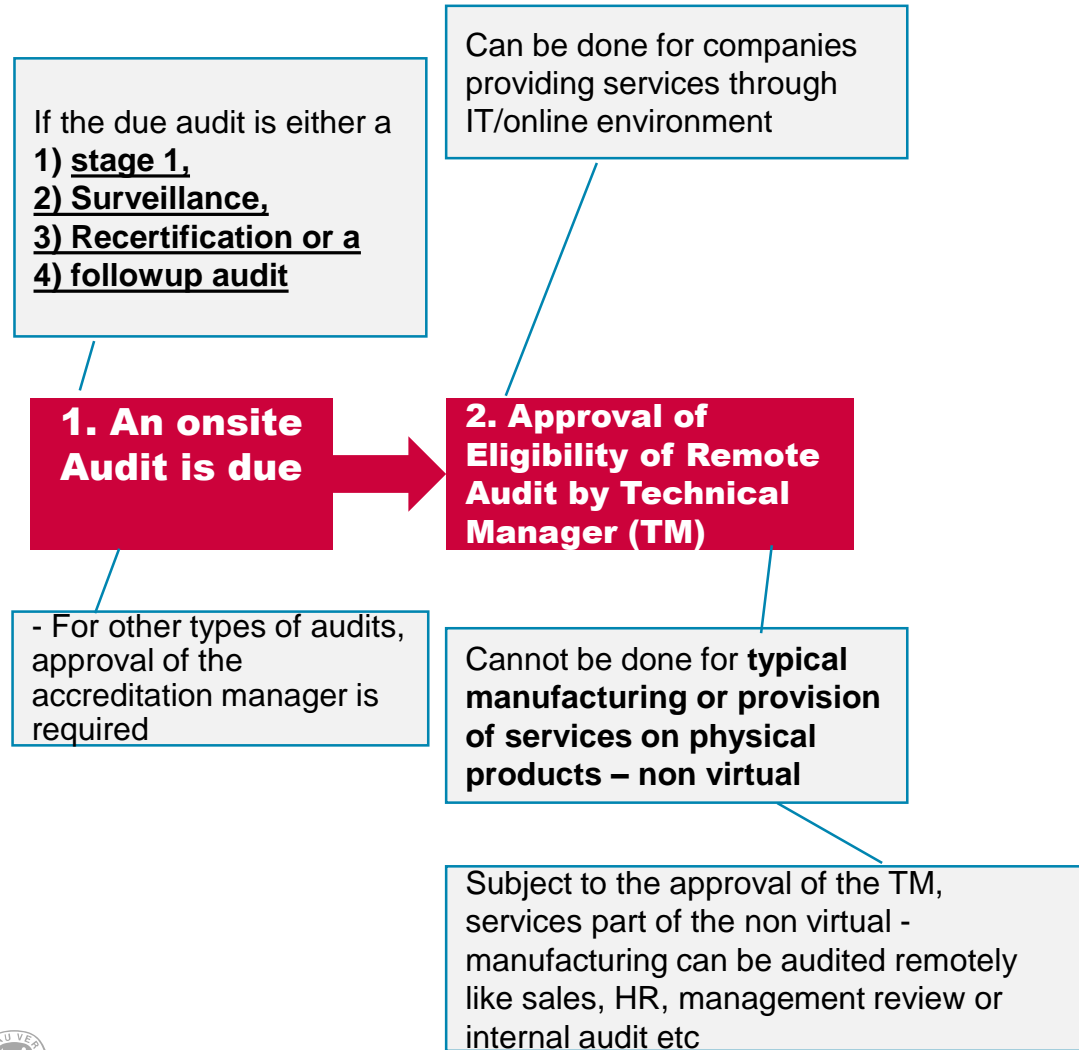 Can be done for companies
providing services through
IT/online environment
If the due audit is either a
1) stage 1,
2) Surveillance,
3) Recertification or a
4) followup audit
1. An onsite
Audit is due
2. Approval of
Eligibility of Remote
Audit by Technical
Manager (TM)
- For other types of audits,
approval of the
accreditation manager is
required
Cannot be done for typical
manufacturing or provision
of services on physical
products – non virtual
Subject to the approval of the TM,
services part of the non virtual -
manufacturing can be audited remotely
like sales, HR, management review or
internal audit etc